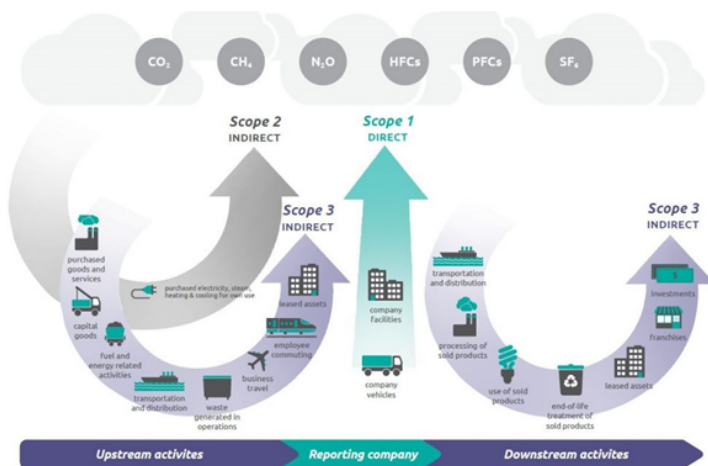 CO₂
CH₄
N₂O
HFCs
PFCs
SF₆
Scope 2
INDIRECT
Scope 1
DIRECT
Scope 3
INDIRECT
Scope 3
INDIRECT
purchased
goods and
services
capital
goods
fuel and
energy related
activities
transportation
and distribution
waste
generated in
operations
business
travel
employee
commuting
leased assets
purchased electricity, steam,
heating & cooling for own use
company
facilities
company
vehicles
transportation
and distribution
processing of
sold products
use of sold
products
end-of-life
treatment of
sold products
leased assets
franchises
$
investments
Upstream activites
Reporting company
Downstream activites